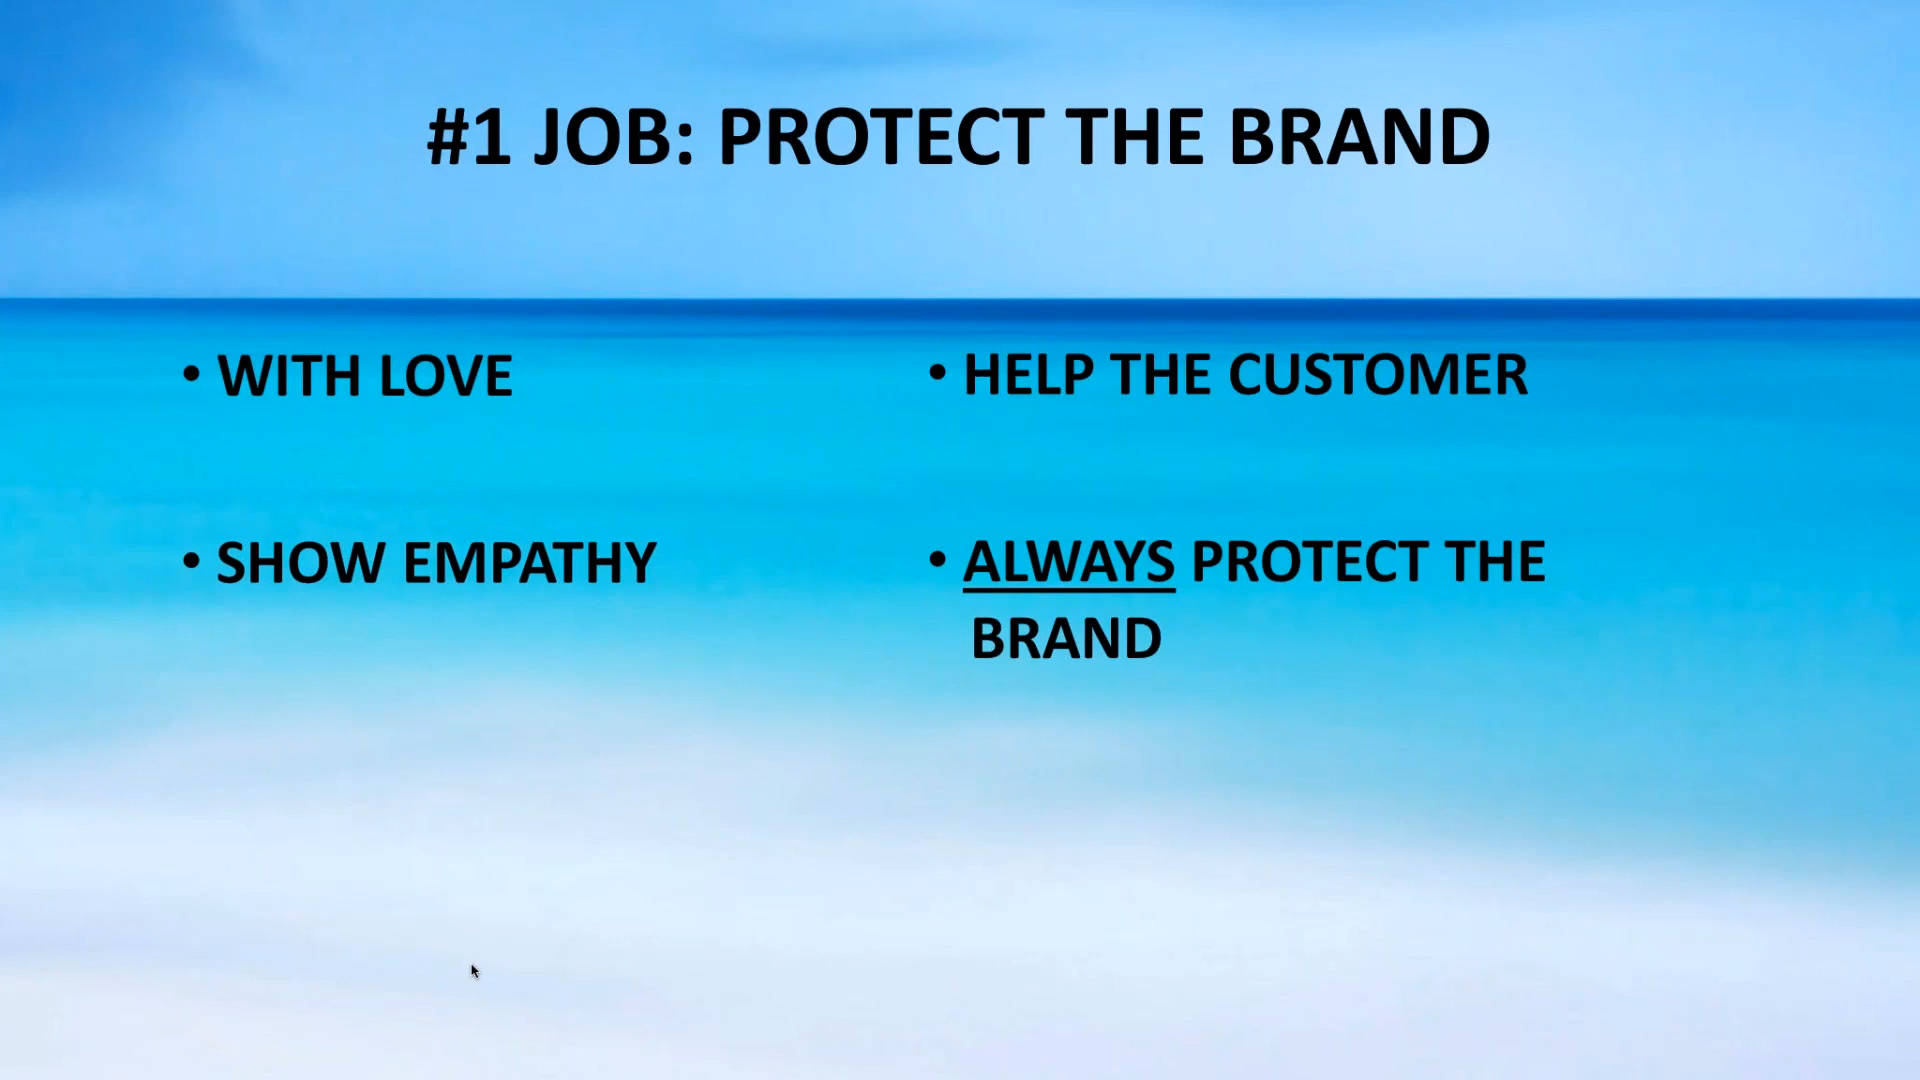 #1 JOB: PROTECT THE BRAND
• WITH LOVE
• SHOW EMPATHY
• HELP THE CUSTOMER
• ALWAYS PROTECT THE
BRAND